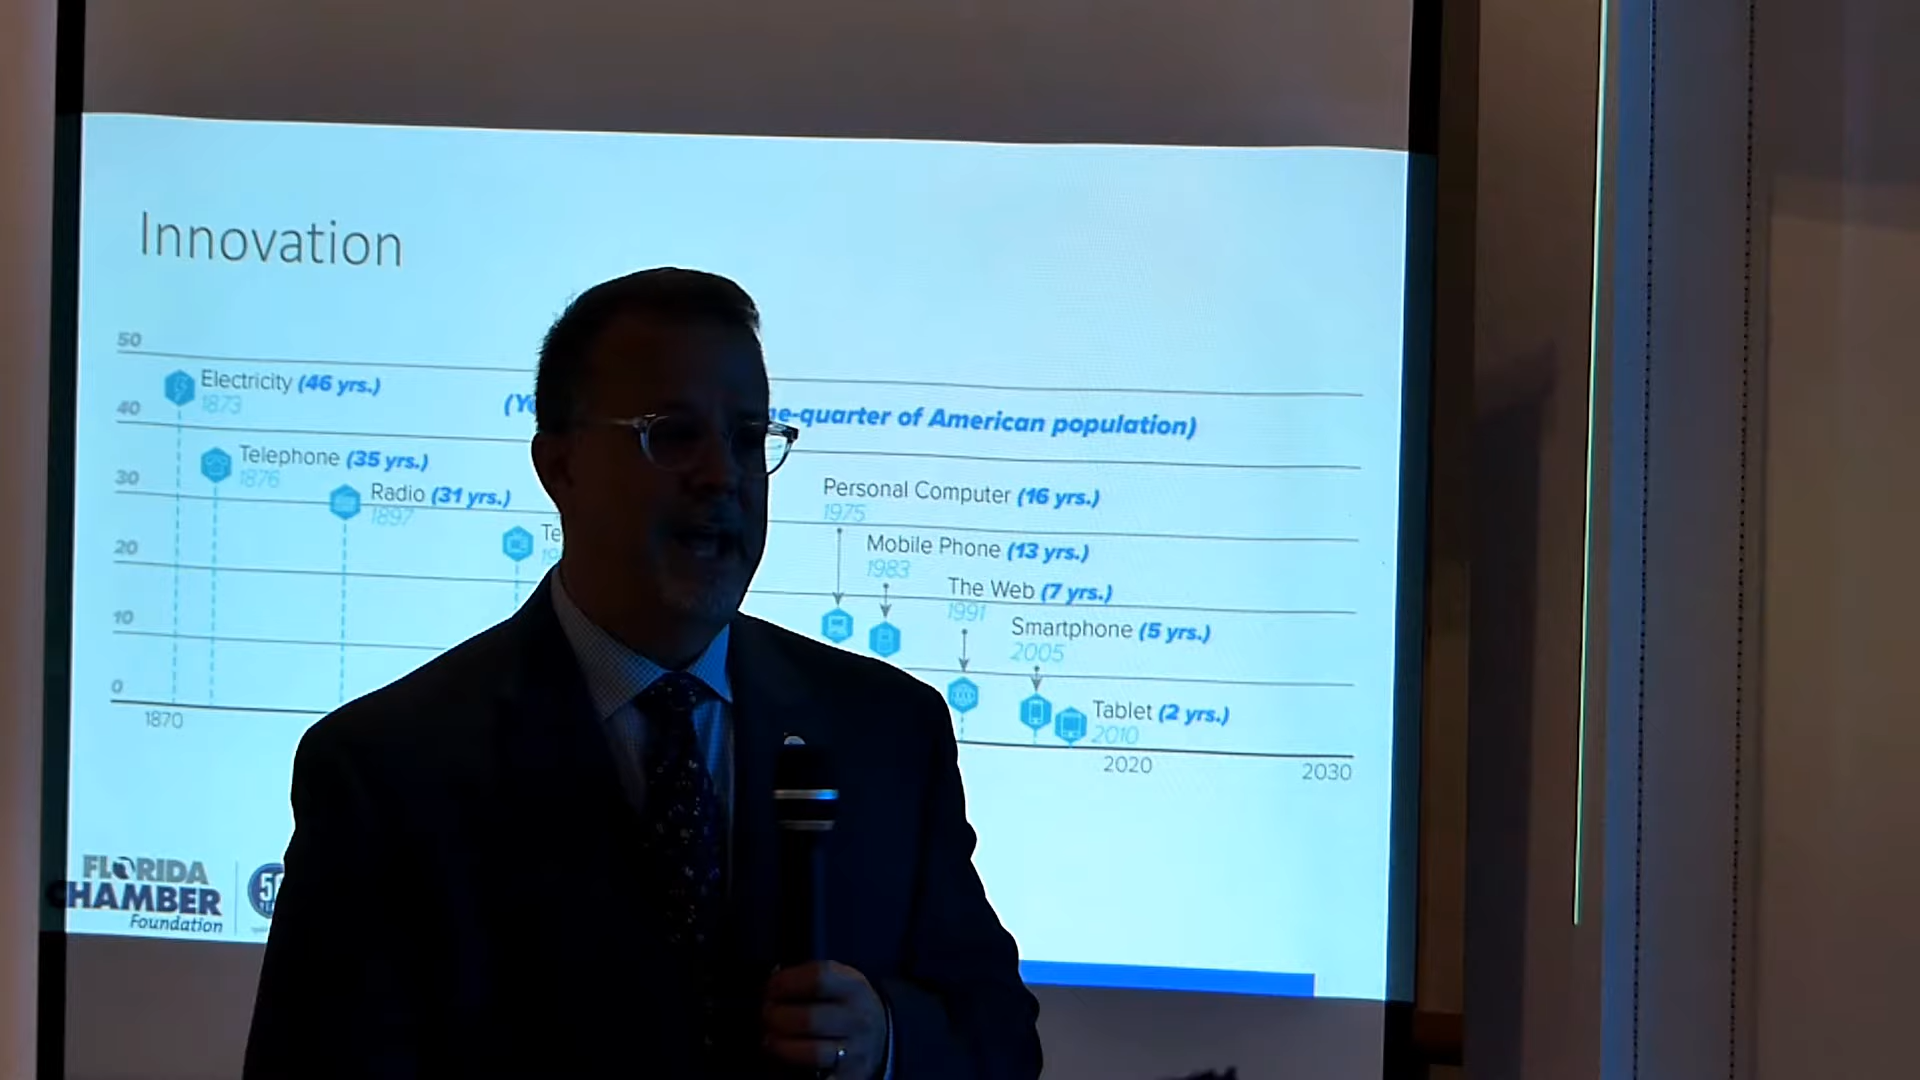 Innovation
50
Electricity (46 yrs.)
1873
40
e-quarter of American population)
Telephone (35 yrs.)
1876
30
Radio (31 yrs.)
1897
Personal Computer (16 yrs.)
1975
20
Mobile Phone (13 yrs.)
1983
The Web (7 yrs.)
1991
10
Smartphone (5 yrs.)
2005
0
Tablet (2 yrs.)
2010
1870
2020
2030
FLORIDA
CHAMBER
Foundation